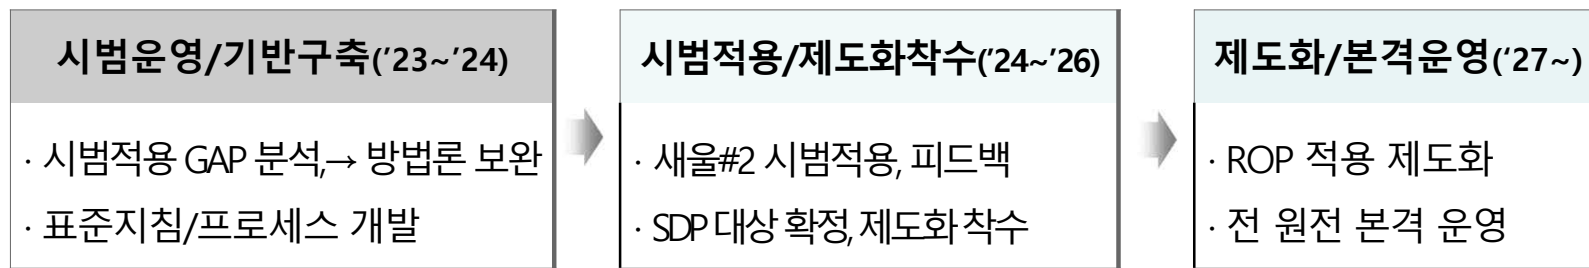 시범운영/기반구축('23~'24)
· 시범적용 GAP 분석,→ 방법론 보완
· 표준지침/프로세스 개발
시범적용/제도화착수('24~'26)
· 새울#2 시범적용, 피드백
· SDP 대상 확정, 제도화 착수
제도화/본격운영('27~)
· ROP 적용 제도화
· 전 원전 본격 운영